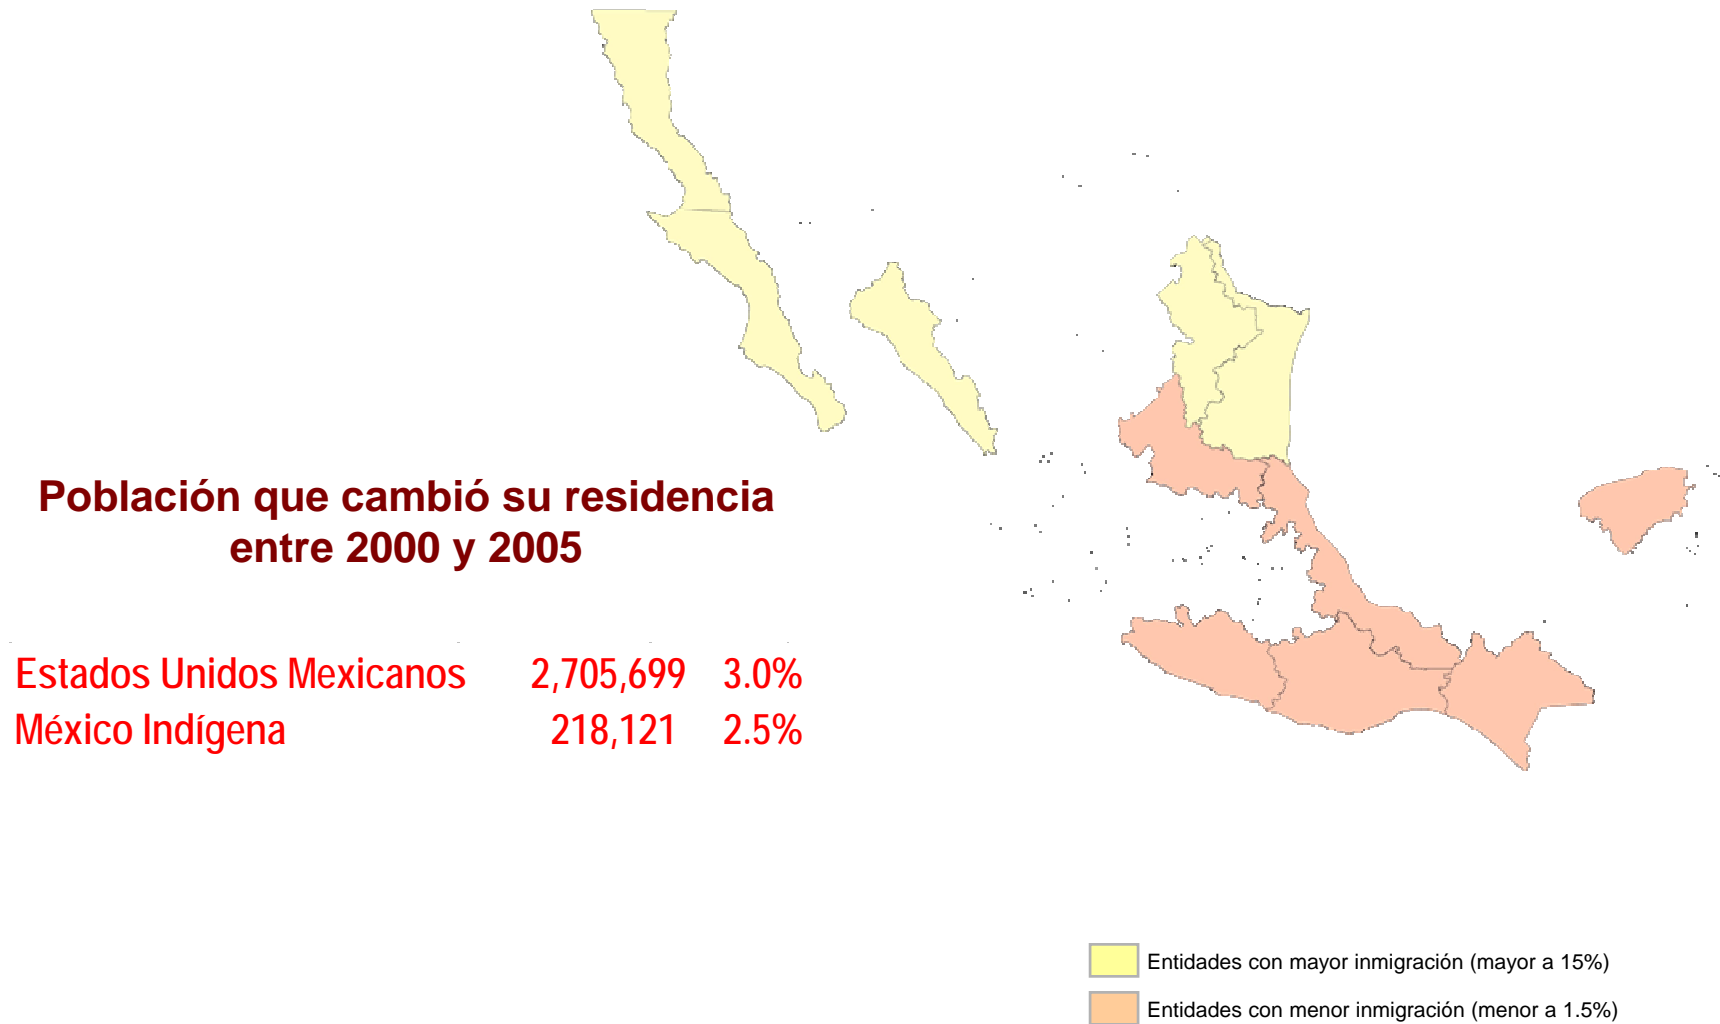 Población que cambió su residencia
entre 2000 y 2005
Estados Unidos Mexicanos 2,705,699 3.0%
México Indígena 218,121 2.5%
Entidades con mayor inmigración (mayor a 15%)
Entidades con menor inmigración (menor a 1.5%)